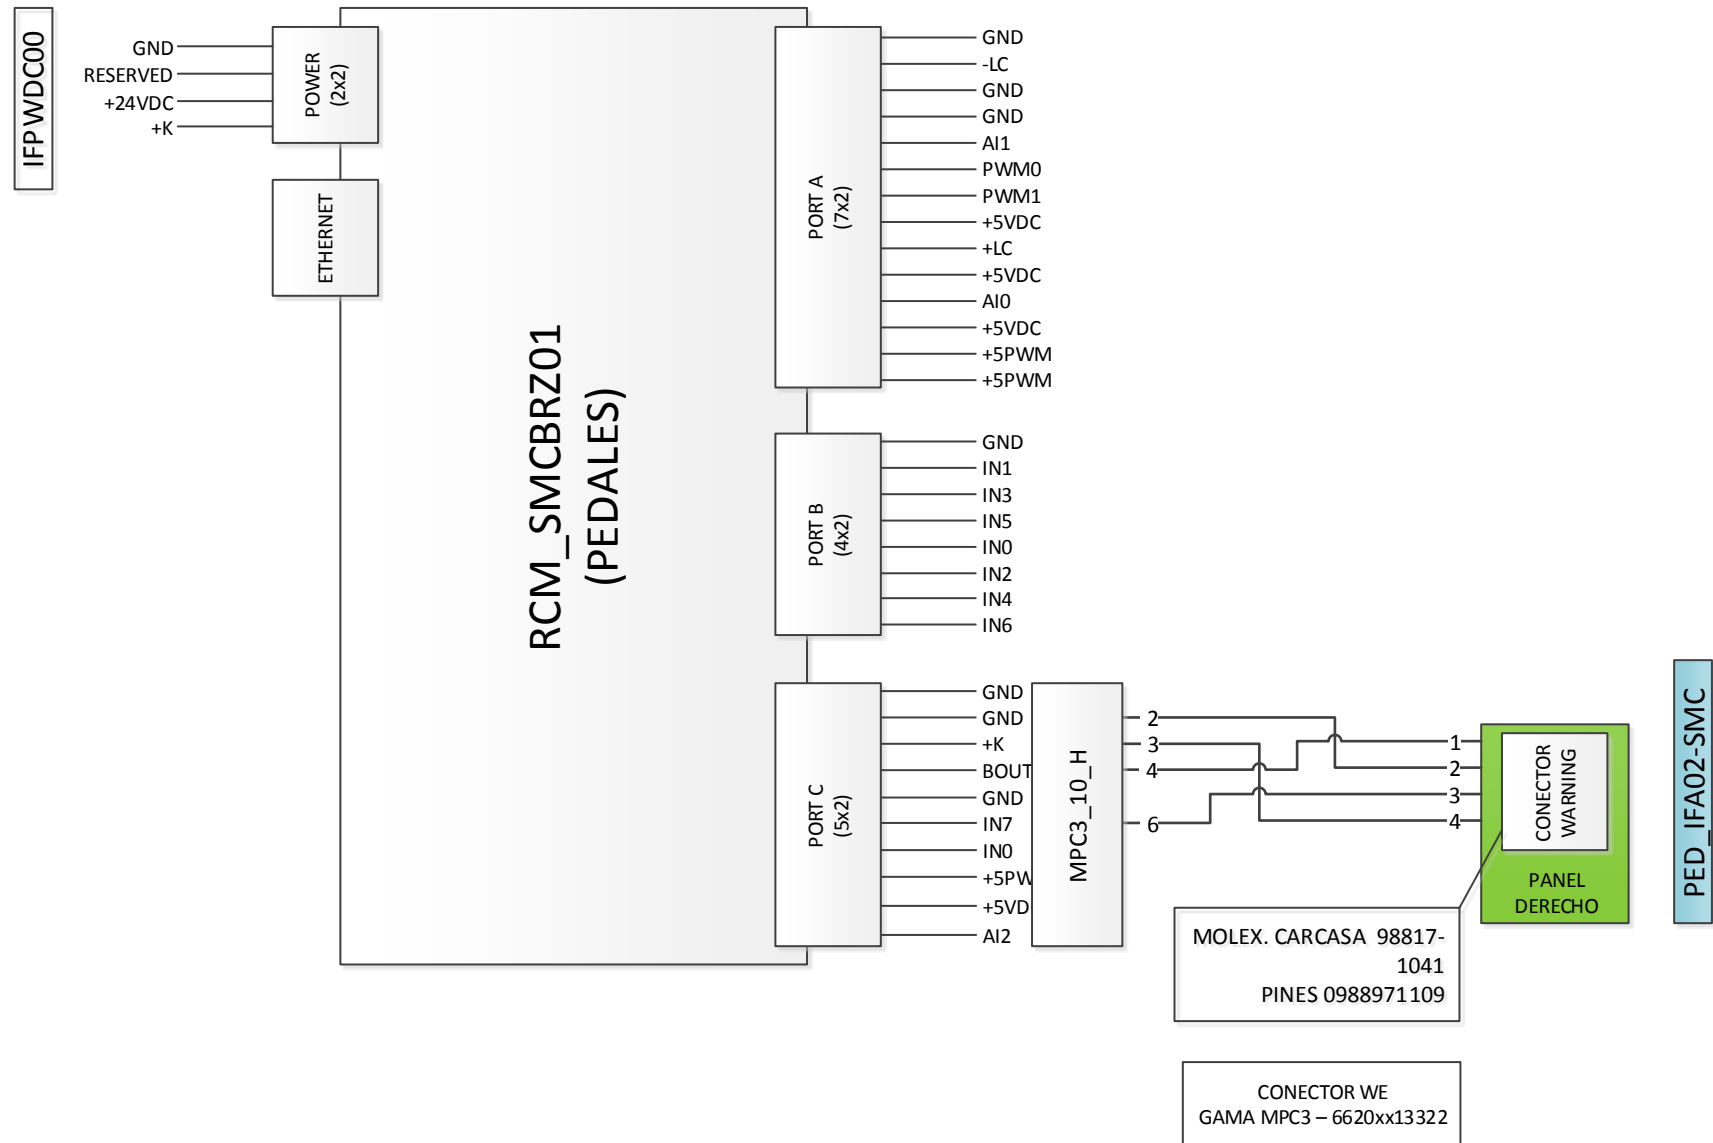 IFPWDC00
GND
RESERVED
+24VDC
+K
POWER
(2x2)
ETHERNET
RCM_SMCBRZ01
(PEDALES)
PORT A
(7x2)
GND
-LC
GND
GND
AI1
PWM0
PWM1
+5VDC
+LC
+5VDC
AI0
+5VDC
+5PWM
+5PWM
PORT B
(4x2)
GND
IN1
IN3
IN5
IN0
IN2
IN4
IN6
PORT C
(5x2)
GND
GND
+K
BOUT
GND
IN7
IN0
+5PW
+5VD
AI2
MPC3_10_H
2
3
4
6
1
2
3
4
CONECTOR
WARNING
PANEL
DERECHO
PED_IFA02-SMC
MOLEX. CARCASA 98817-
1041
PINES 0988971109
CONECTOR WE
GAMA MPC3 – 6620xx13322